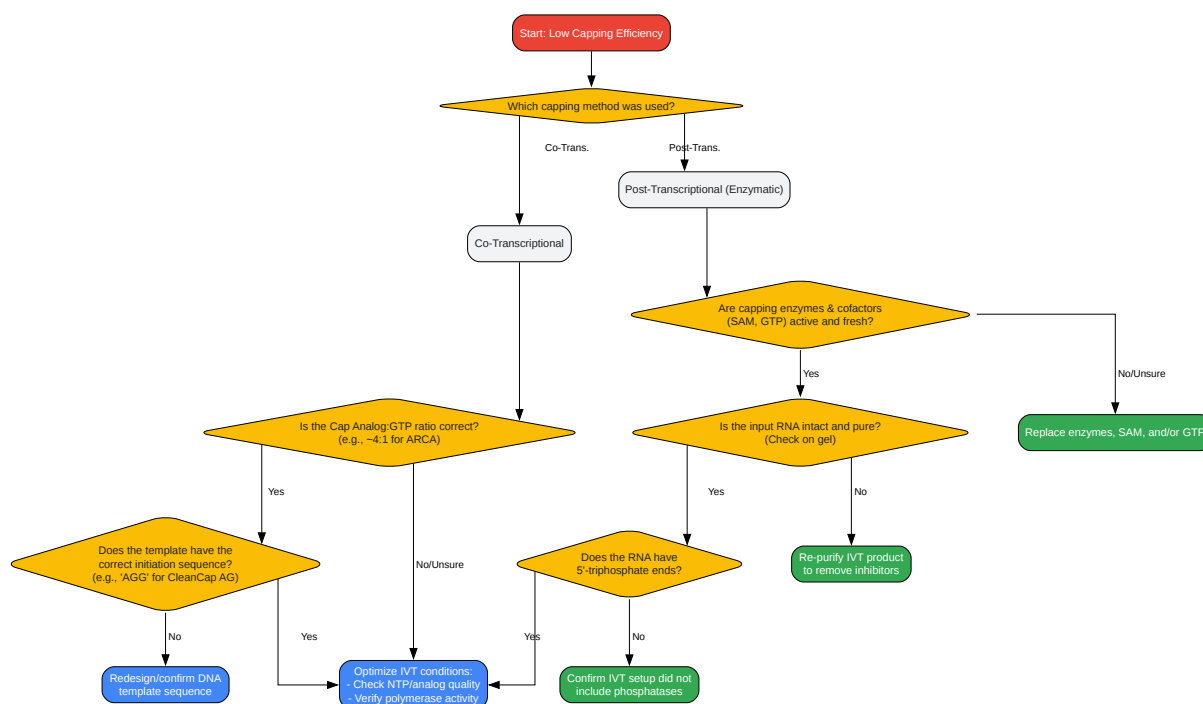 Start: Low Capping Efficiency
Which capping method was used?
Co-Trans.
Post-Trans.
Post-Transcriptional (Enzymatic)
Co-Transcriptional
Are capping enzymes & cofactors
(SAM, GTP) active and fresh?
Yes
No/Unsure
Is the Cap Analog:GTP ratio correct?
(e.g., ~4:1 for ARCA)
Is the input RNA intact and pure?
(Check on gel)
Replace enzymes, SAM, and/or GTP
Yes
No/Unsure
Yes
No
Does the template have the
correct initiation sequence?
(e.g., 'AGG' for CleanCap AG)
Does the RNA have
5'-triphosphate ends?
Re-purify IVT product
to remove inhibitors
No
Yes
Yes
No
Redesign/confirm DNA
template sequence
Optimize IVT conditions:
- Check NTP/analog quality
- Verify polymerase activity
Confirm IVT setup did not
include phosphatases